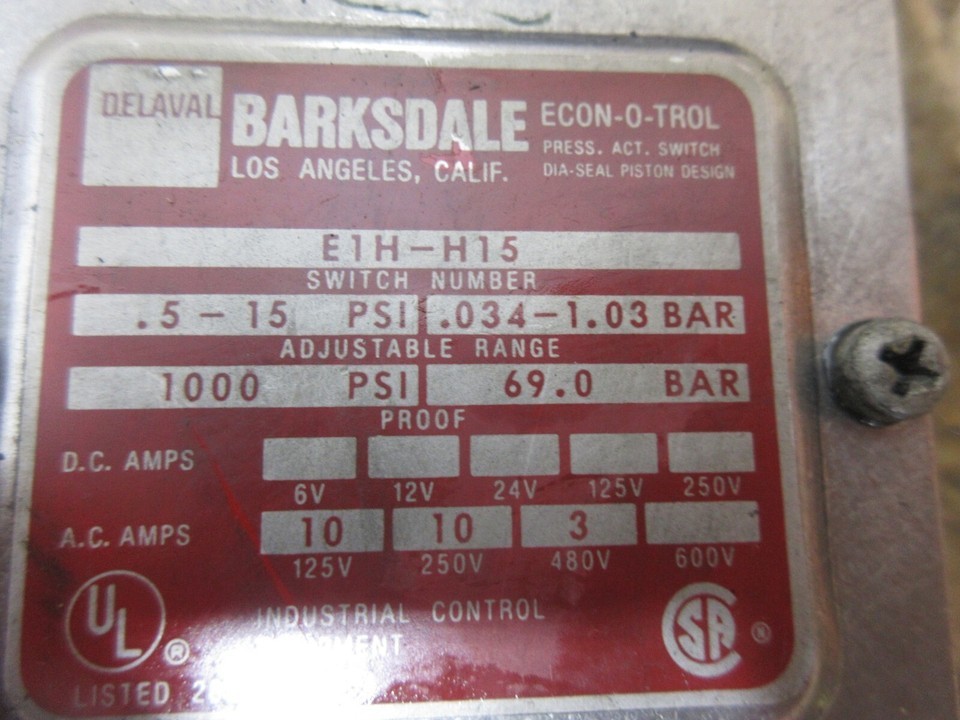 DELAVAL BARKSDALE ECON-O-TROL
PRESS. ACT. SWITCH
LOS ANGELES, CALIF. DIA-SEAL PISTON DESIGN
E1H-H15
SWITCH NUMBER
.5 - 15 PSI .034-1.03 BAR
ADJUSTABLE RANGE
1000 PSI 69.0 BAR
PROOF
D.C. AMPS
6V 12V 24V 125V 250V
A.C. AMPS 10 10 3
125V 250V 480V 600V
UL ® INDUSTRIAL CONTROL SA ®
LISTED